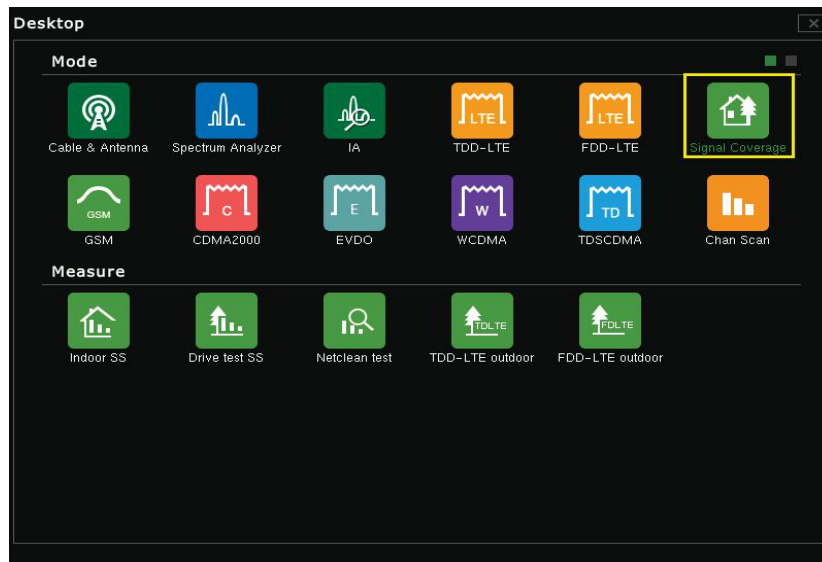 Desktop
Mode
LTE LTE
Cable & Antenna Spectrum Analyzer IA TDD-LTE FDD-LTE Signal Coverage
GSM C E W TD
GSM CDMA2000 EVDO WCDMA TDSCDMA Chan Scan
Measure
TDLTE FDLTE
Indoor SS Drive test SS Netclean test TDD-LTE outdoor FDD-LTE outdoor